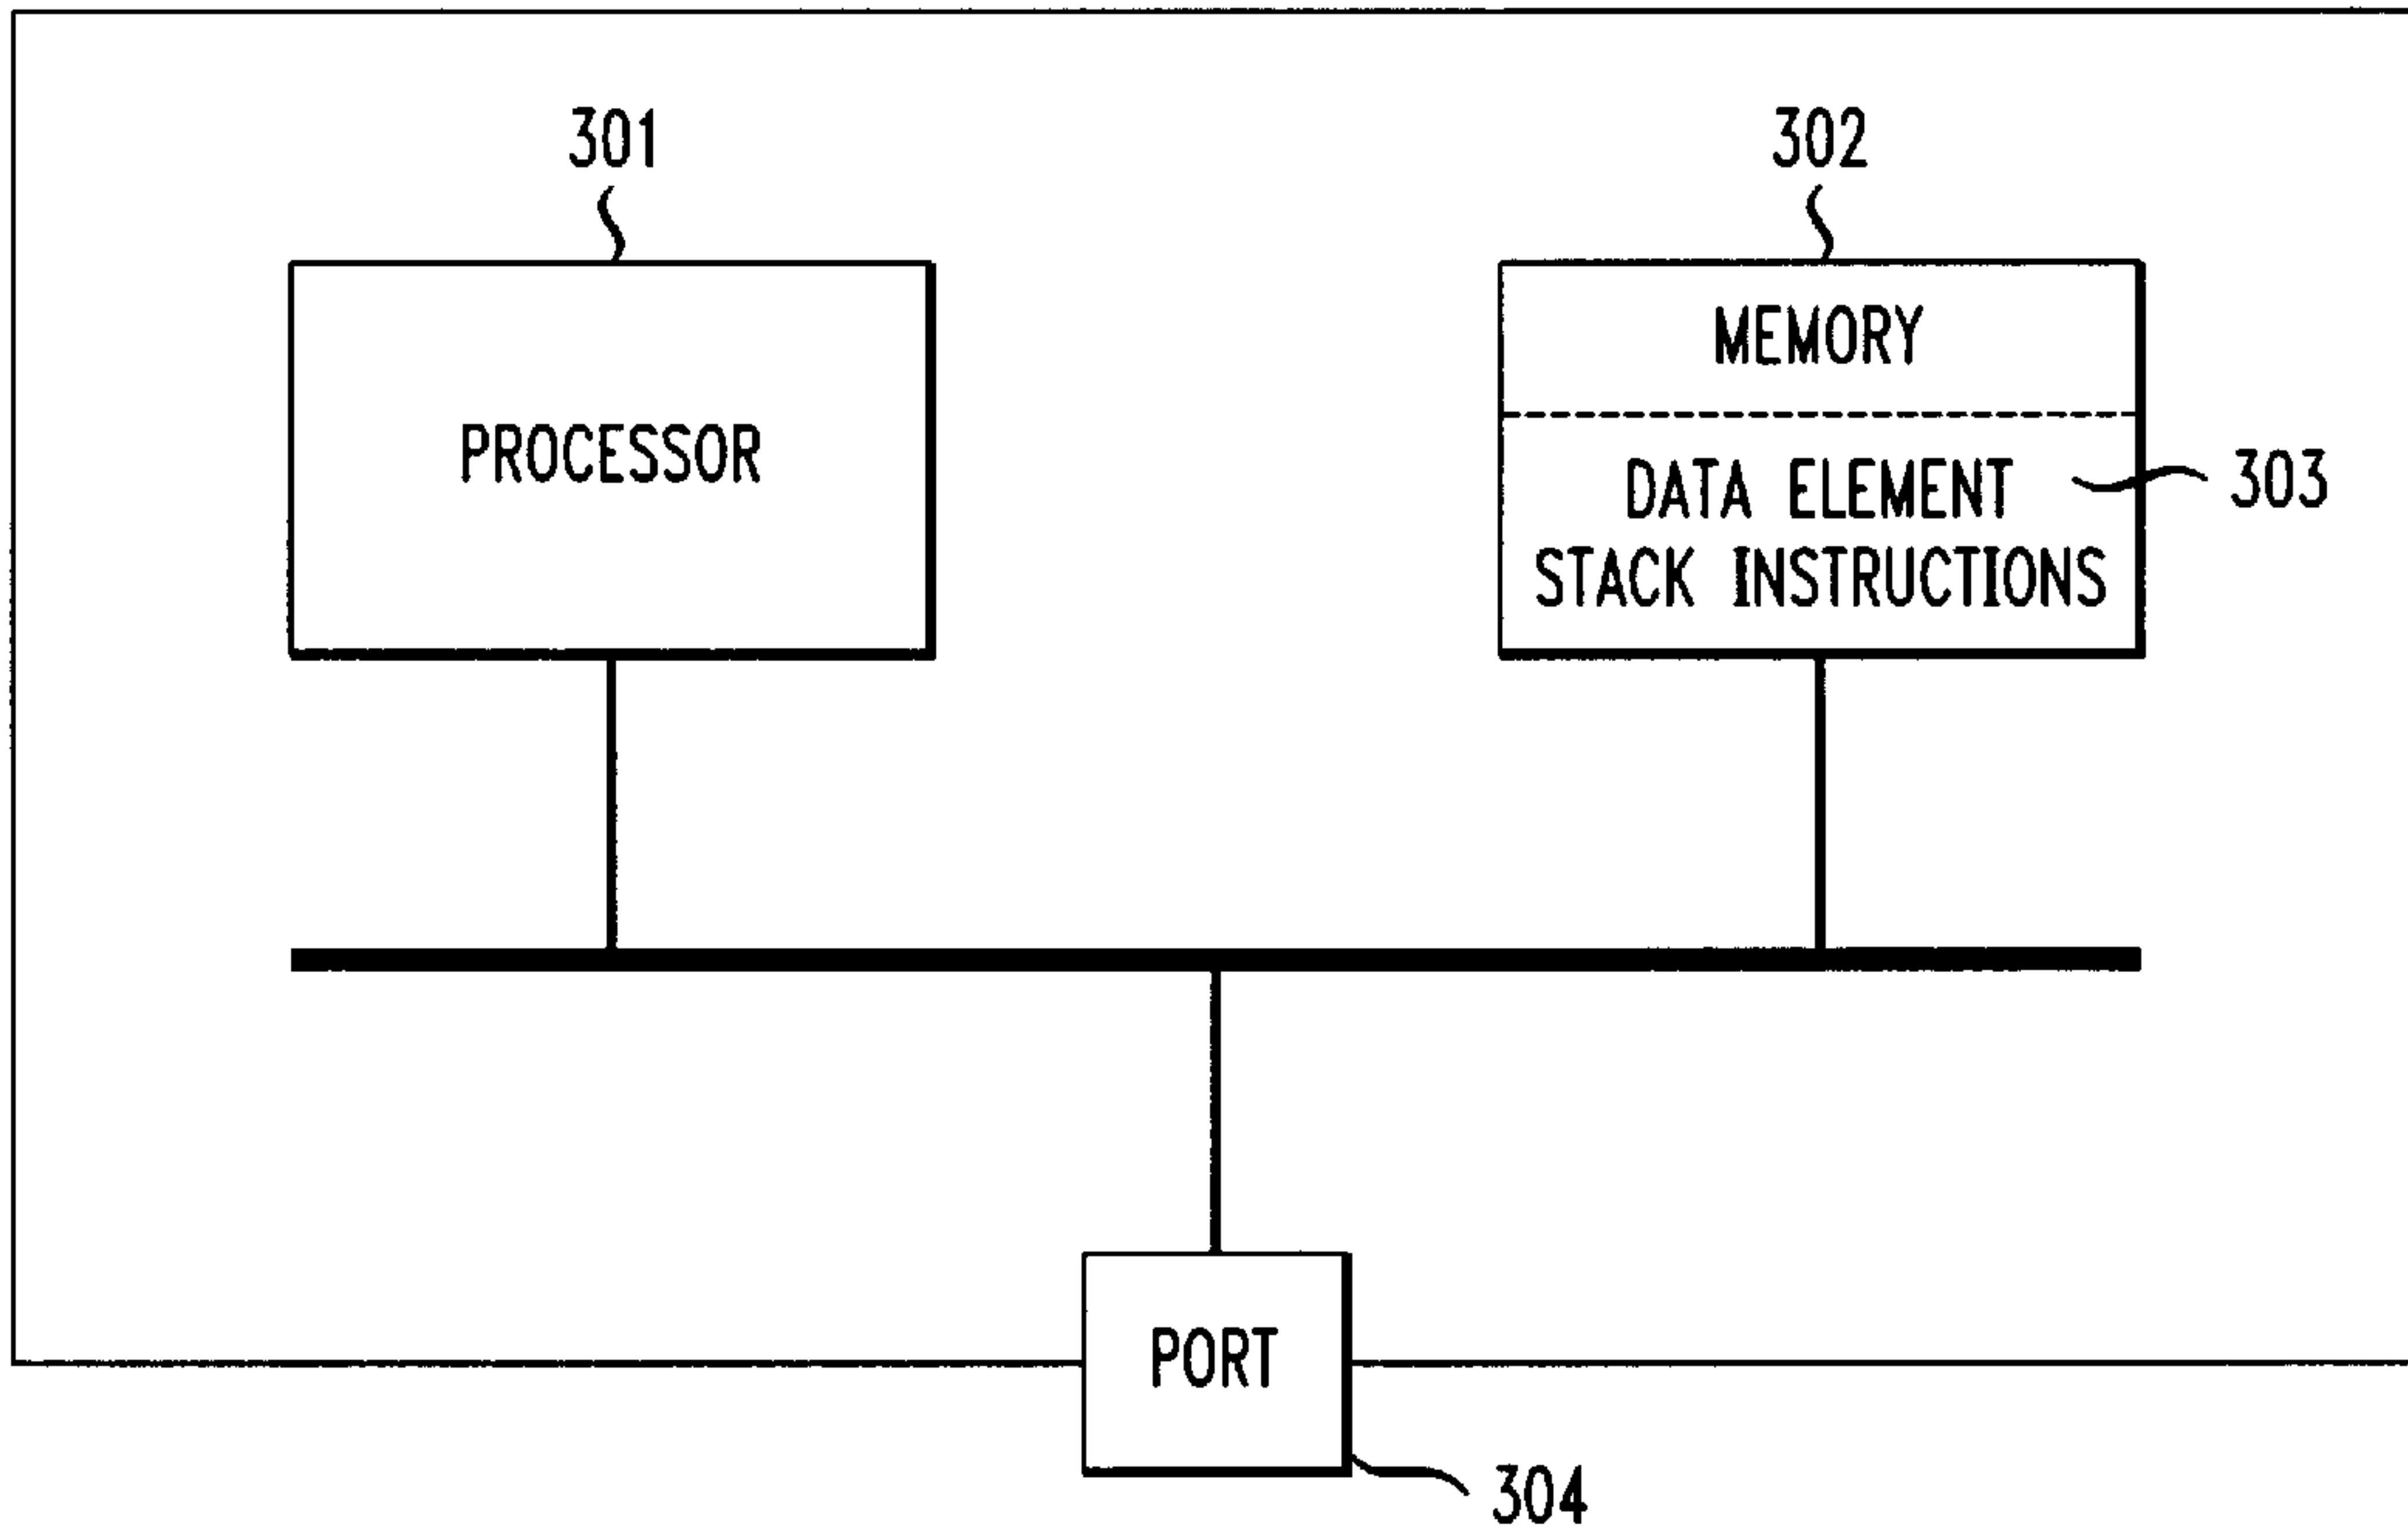 301
302
PROCESSOR
MEMORY
DATA ELEMENT
STACK INSTRUCTIONS
303
PORT
304